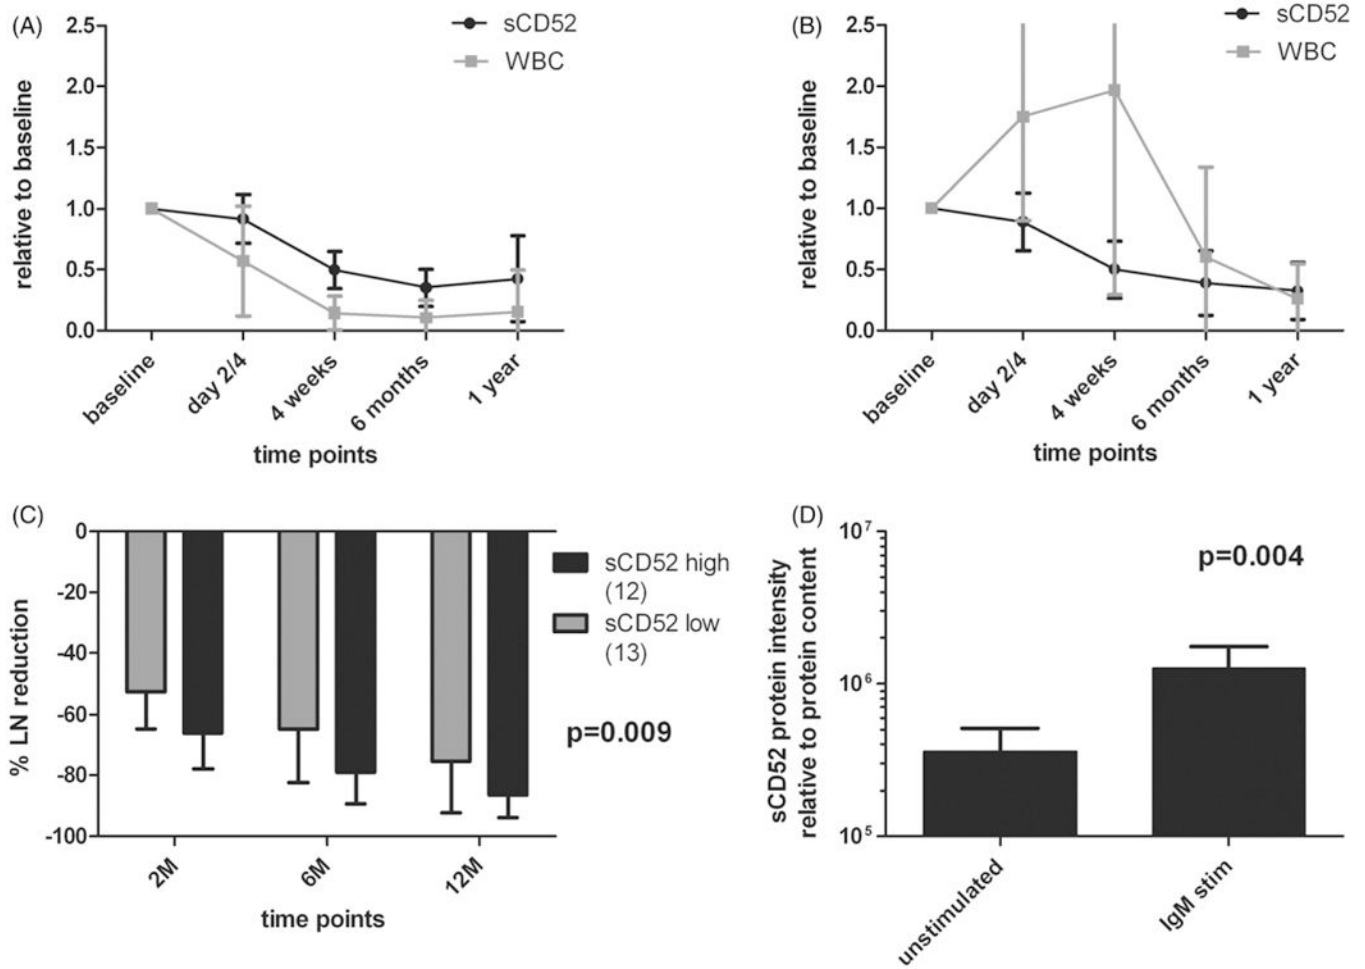 (A)
sCD52
WBC
relative to baseline
2.5
2.0
1.5
1.0
0.5
0.0
baseline
day 2/4
4 weeks
6 months
1 year
time points
(B)
sCD52
WBC
relative to baseline
2.5
2.0
1.5
1.0
0.5
0.0
baseline
day 2/4
4 weeks
6 months
1 year
time points
(C)
% LN reduction
0
-20
-40
-60
-80
-100
sCD52 high
(12)
sCD52 low
(13)
p=0.009
2M
6M
12M
time points
(D)
sCD52 protein intensity
relative to protein content
10⁷
10⁶
10⁵
p=0.004
unstimulated
IgM stim